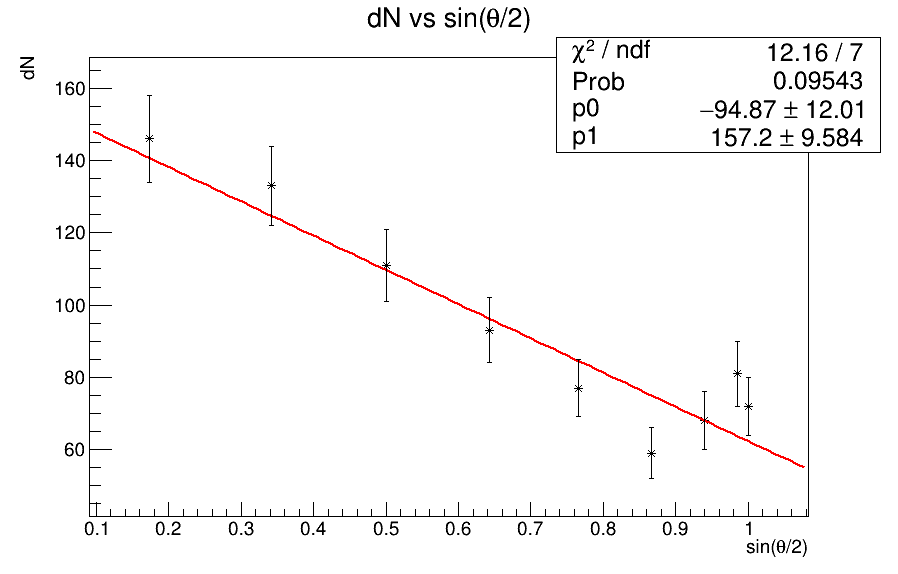 dN vs sin(θ/2)
χ² / ndf 12.16 / 7
Prob 0.09543
p0 −94.87 ± 12.01
p1 157.2 ± 9.584
dN
160
140
120
100
80
60
0.1 0.2 0.3 0.4 0.5 0.6 0.7 0.8 0.9 1
sin(θ/2)